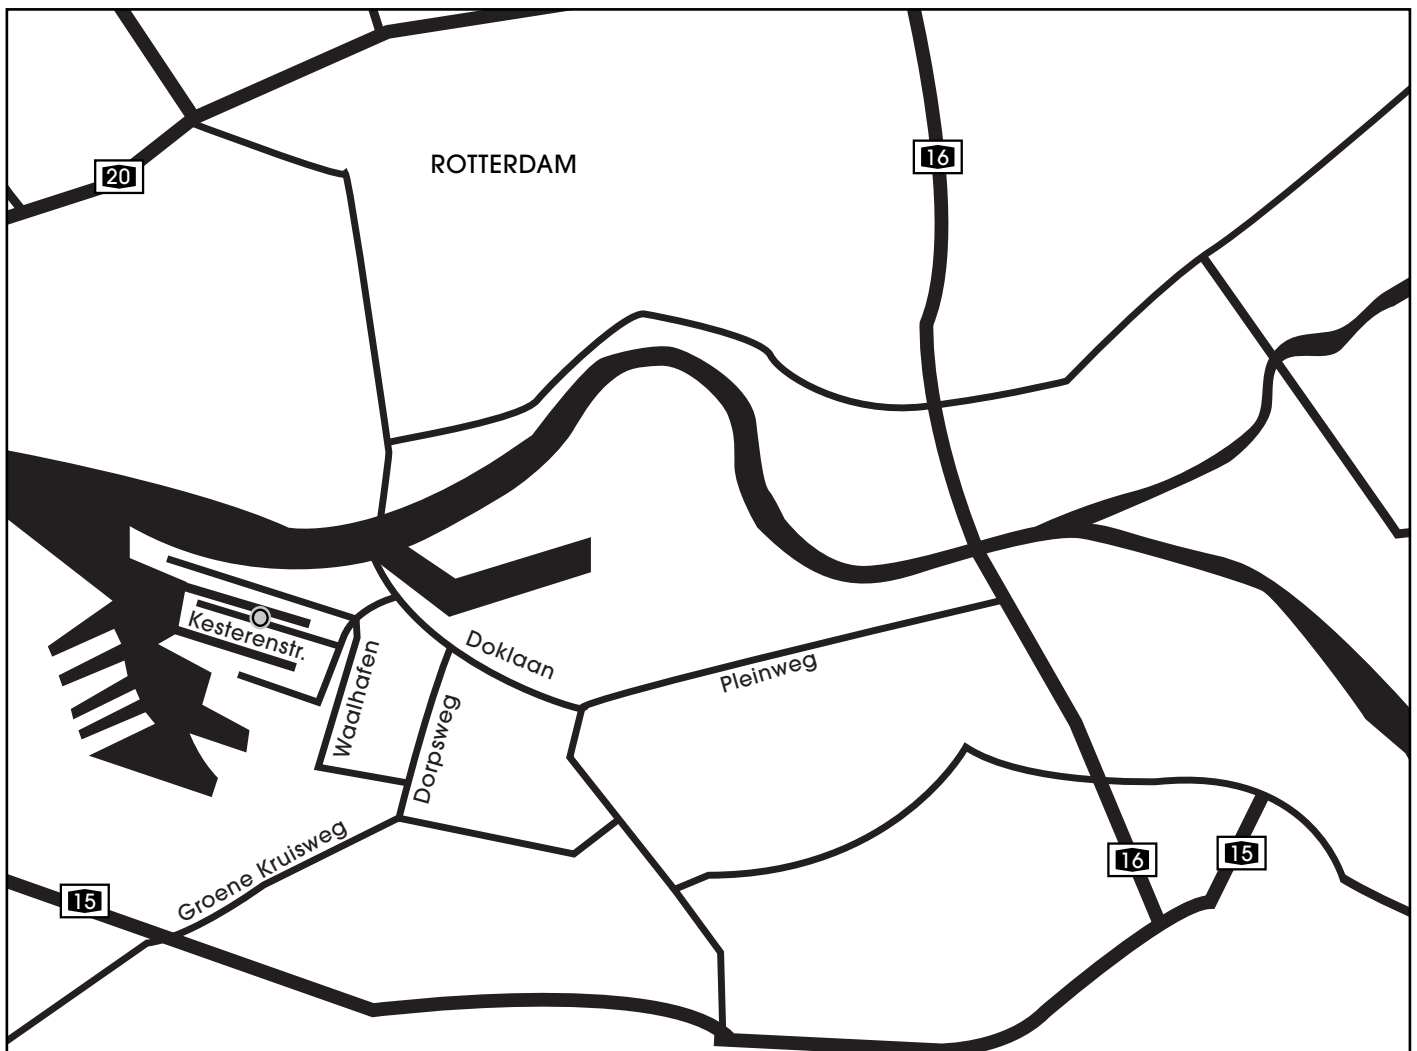 ROTTERDAM
16
20
Kesterenstr.
Doklaan
Waalhafen
Pleinweg
Dorpsweg
Groene Kruisweg
16
15
15